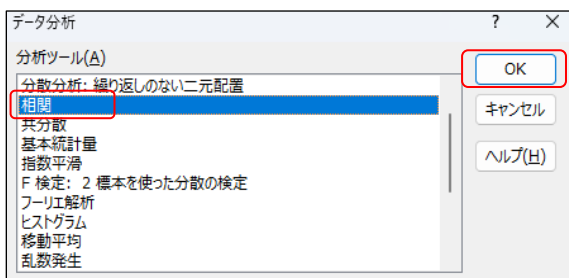 データ分析
?
×
分析ツール(A)
分散分析: 繰り返しのない二元配置
相関
共分散
基本統計量
指数平滑
F 検定: 2 標本を使った分散の検定
フーリエ解析
ヒストグラム
移動平均
乱数発生
OK
キャンセル
ヘルプ(H)